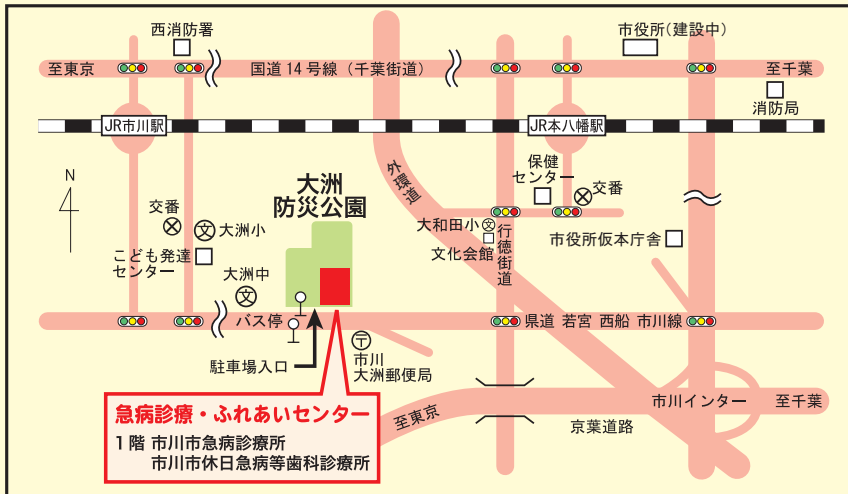 西消防署
市役所(建設中)
至東京
国道14号線(千葉街道)
至千葉
消防局
JR市川駅
JR本八幡駅
N
外環道
保健
センター
交番
大洲
防災公園
交番
文
大洲小
大和田小
文
文化会館
行徳街道
市役所仮本庁舎
こども発達
センター
大洲中
文
バス停
県道 若宮 西船 市川線
駐車場入口
〒
市川
大洲郵便局
急病診療・ふれあいセンター
1階 市川市急病診療所
市川市休日急病等歯科診療所
至東京
京葉道路
市川インター
至千葉